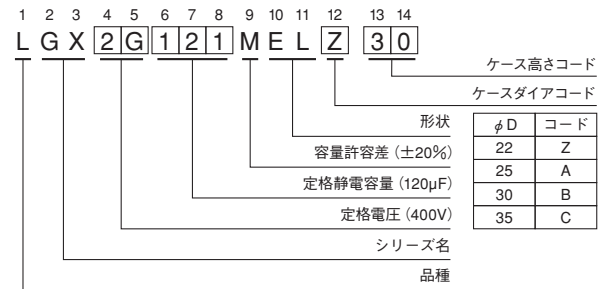 1 2 3 4 5 6 7 8 9 10 11 12 13 14
L G X 2 G 1 2 1 M E L Z 3 0
ケース高さコード
ケースダイアコード
形状
容量許容差 (±20%)
定格静電容量 (120µF)
定格電圧 (400V)
シリーズ名
品種
φD コード
22 Z
25 A
30 B
35 C